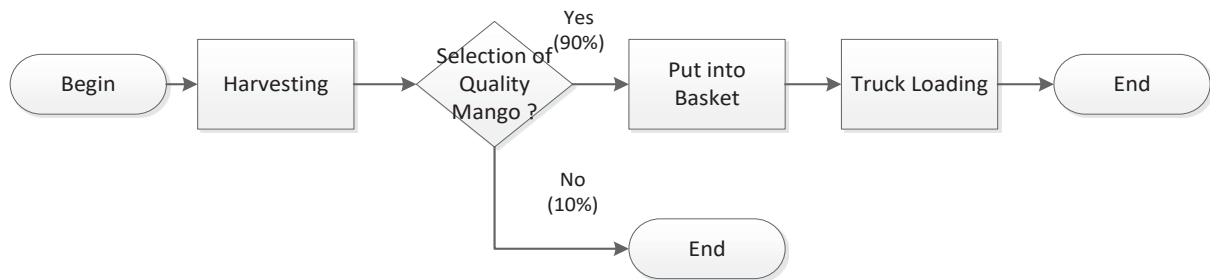 Begin
Harvesting
Selection of
Quality
Mango ?
Yes
(90%)
Put into
Basket
Truck Loading
End
No
(10%)
End